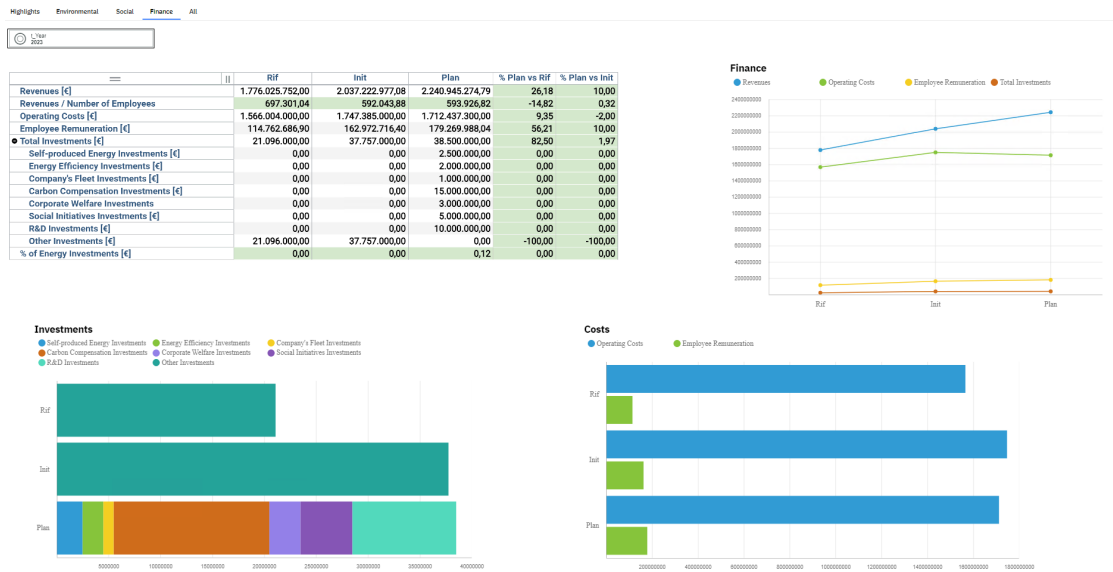 Highlights Environmental Social Finance All
t_Year
2023
Rif Init Plan % Plan vs Rif % Plan vs Init
Revenues [€] 1.776.025.752,00 2.037.222.977,08 2.240.945.274,79 26,18 10,00
Revenues / Number of Employees 697.301,04 592.043,88 593.926,82 -14,82 0,32
Operating Costs [€] 1.566.004.000,00 1.747.385.000,00 1.712.437.300,00 9,35 -2,00
Employee Remuneration [€] 114.762.686,90 162.972.716,40 179.269.988,04 56,21 10,00
Total Investments [€] 21.096.000,00 37.757.000,00 38.500.000,00 82,50 1,97
Self-produced Energy Investments [€] 0,00 0,00 2.500.000,00 0,00 0,00
Energy Efficiency Investments [€] 0,00 0,00 2.000.000,00 0,00 0,00
Company's Fleet Investments [€] 0,00 0,00 1.000.000,00 0,00 0,00
Carbon Compensation Investments [€] 0,00 0,00 15.000.000,00 0,00 0,00
Corporate Welfare Investments 0,00 0,00 3.000.000,00 0,00 0,00
Social Initiatives Investments [€] 0,00 0,00 5.000.000,00 0,00 0,00
R&D Investments [€] 0,00 0,00 10.000.000,00 0,00 0,00
Other Investments [€] 21.096.000,00 37.757.000,00 0,00 -100,00 -100,00
% of Energy Investments [€] 0,00 0,00 0,12 0,00 0,00
Finance
Revenues Operating Costs Employee Remuneration Total Investments
2400000000
2200000000
2000000000
1800000000
1600000000
1400000000
1200000000
1000000000
800000000
600000000
400000000
200000000
Rif Init Plan
Investments
Self-produced Energy Investments Energy Efficiency Investments Company's Fleet Investments
Carbon Compensation Investments Corporate Welfare Investments Social Initiatives Investments
R&D Investments Other Investments
Rif
Init
Plan
5000000 10000000 15000000 20000000 25000000 30000000 35000000 40000000
Costs
Operating Costs Employee Remuneration
Rif
Init
Plan
200000000 400000000 600000000 800000000 1000000000 1200000000 1400000000 1600000000 1800000000